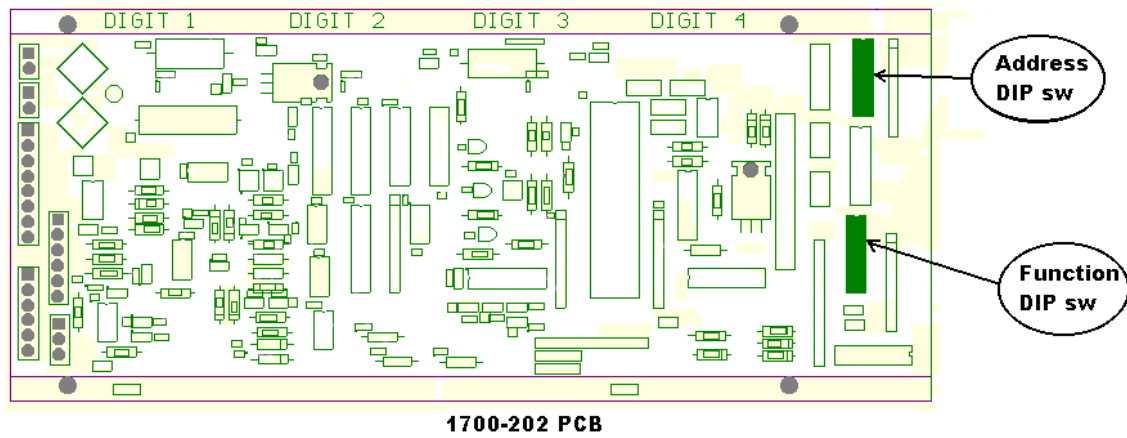 DIGIT 1 DIGIT 2 DIGIT 3 DIGIT 4
Address
DIP sw
Function
DIP sw
1700-202 PCB